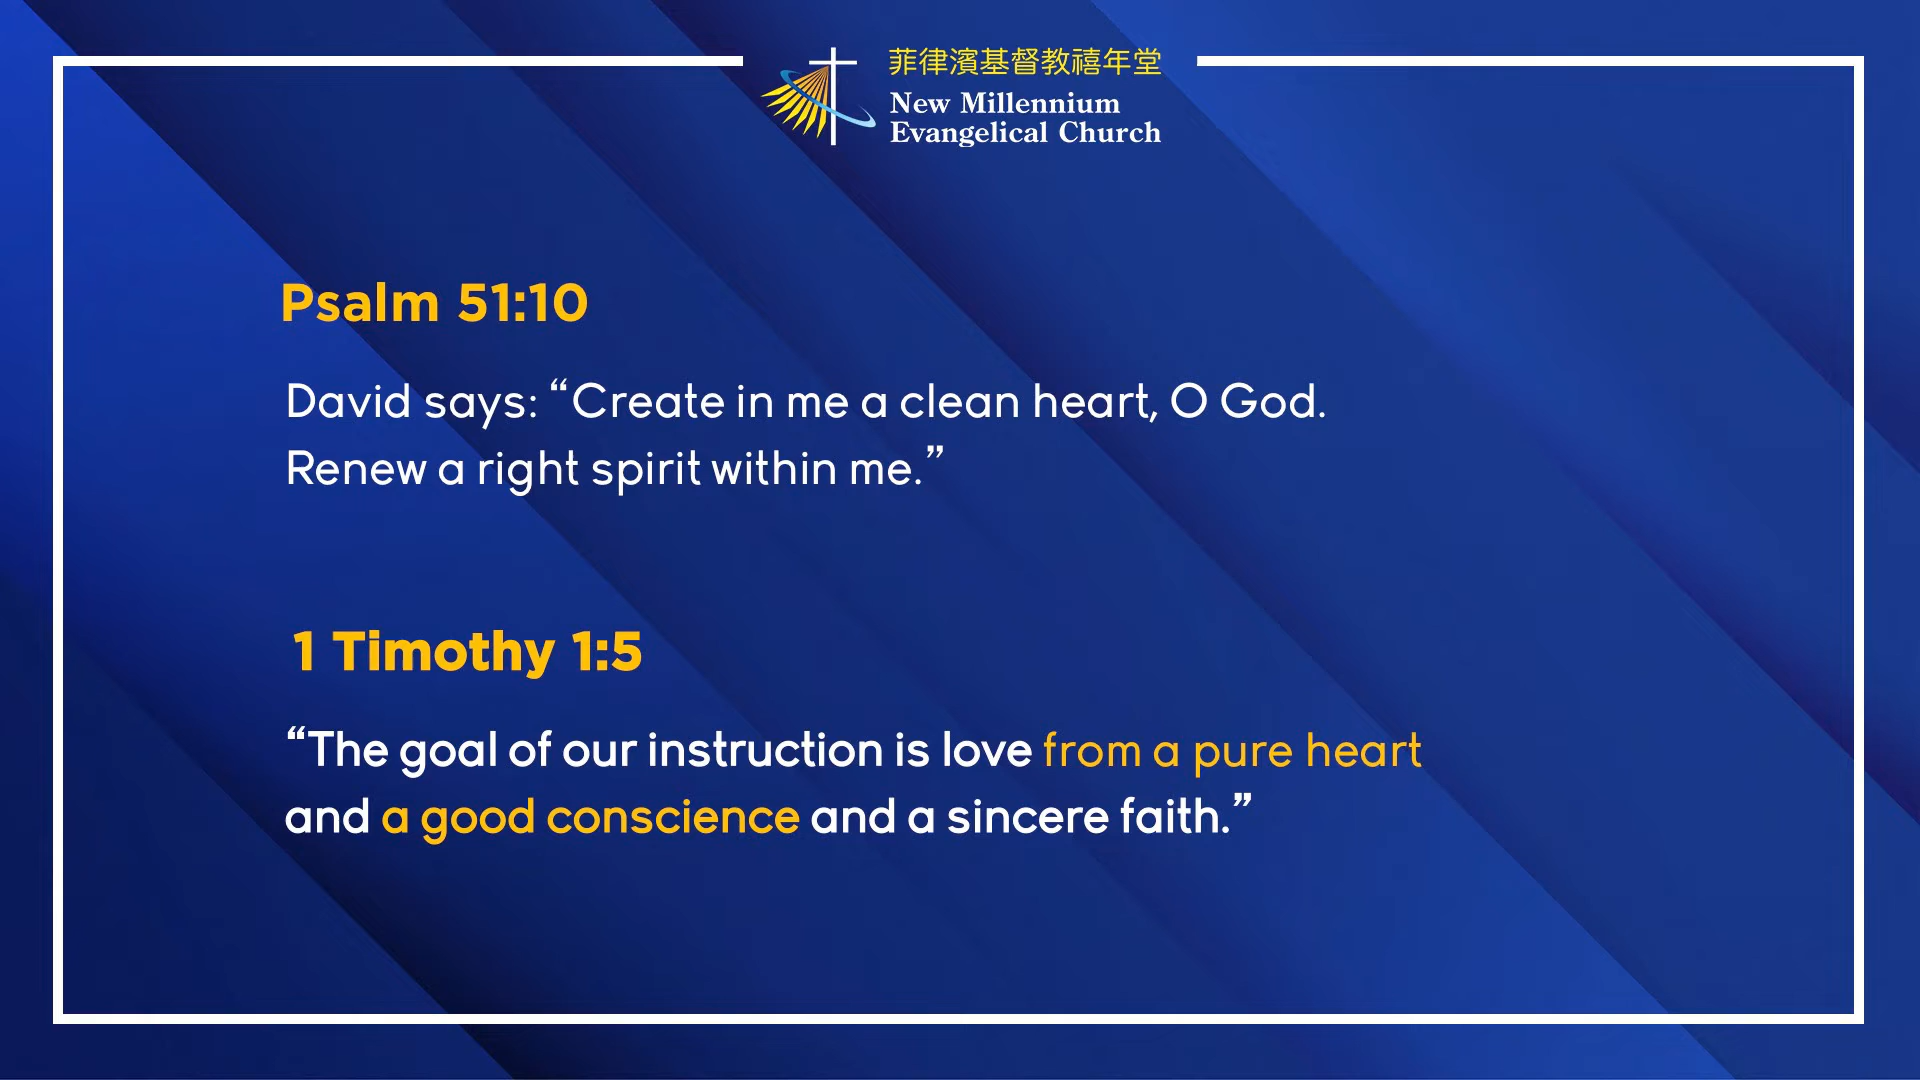 菲律濱基督教禧年堂
New Millennium
Evangelical Church
Psalm 51:10
David says: “Create in me a clean heart, O God.
Renew a right spirit within me.”
1 Timothy 1:5
“The goal of our instruction is love from a pure heart
and a good conscience and a sincere faith.”